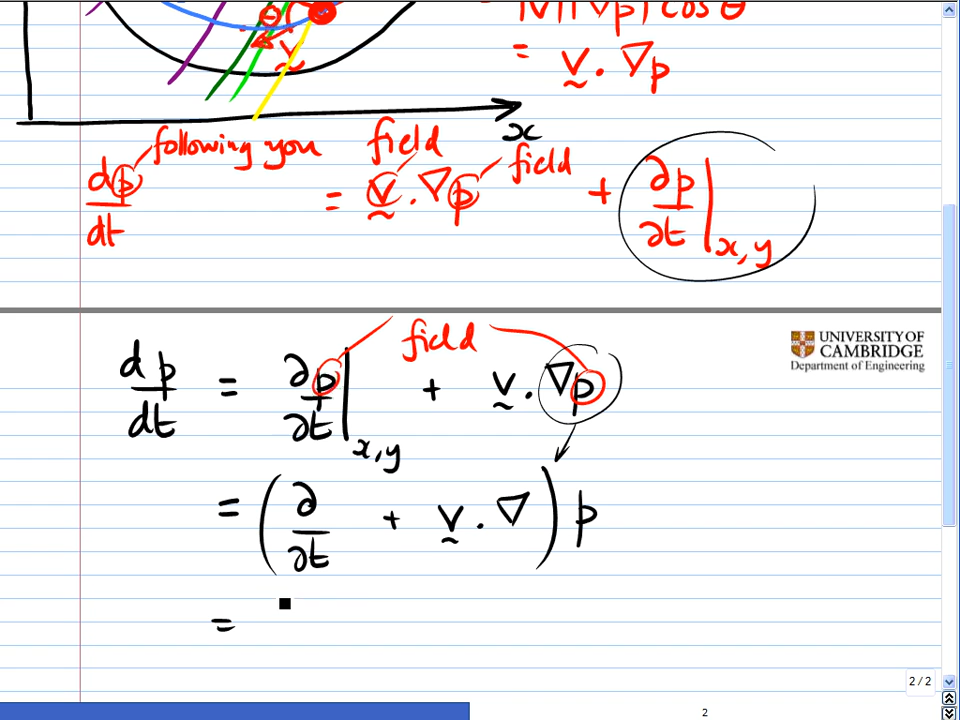 |v||∇p| cos θ
θ
v
= v . ∇p
x
following you field field
dp/dt = v . ∇p + ∂p/∂t |x,y
field
UNIVERSITY OF
CAMBRIDGE
Department of Engineering
dp/dt = ∂p/∂t |x,y + v . ∇p
= (∂/∂t + v . ∇) p
=
2 / 2
2